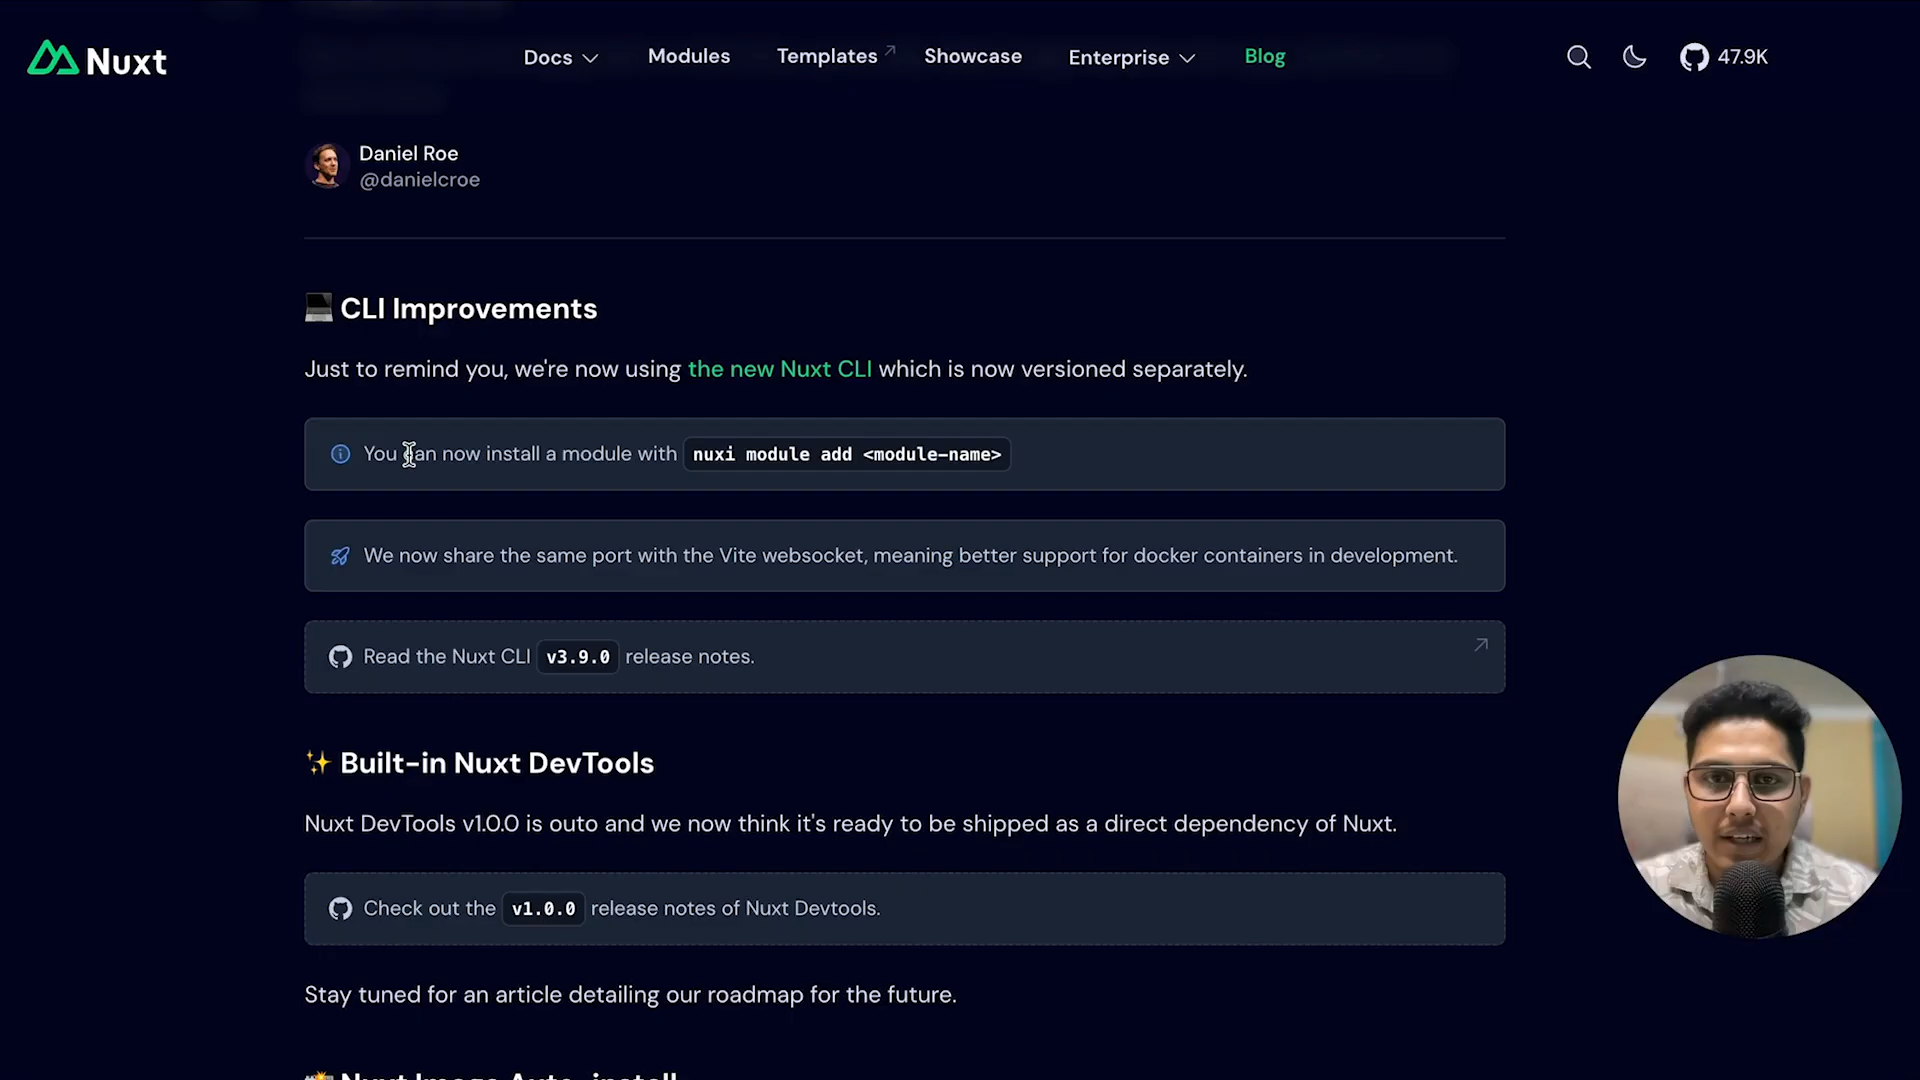 Nuxt
Docs
Modules
Templates
Showcase
Enterprise
Blog
47.9K
Daniel Roe
@danielcroe
CLI Improvements
Just to remind you, we're now using the new Nuxt CLI which is now versioned separately.
You can now install a module with nuxi module add <module-name>
We now share the same port with the Vite websocket, meaning better support for docker containers in development.
Read the Nuxt CLI v3.9.0 release notes.
Built-in Nuxt DevTools
Nuxt DevTools v1.0.0 is outo and we now think it's ready to be shipped as a direct dependency of Nuxt.
Check out the v1.0.0 release notes of Nuxt Devtools.
Stay tuned for an article detailing our roadmap for the future.
Nuxt Image Auto-install